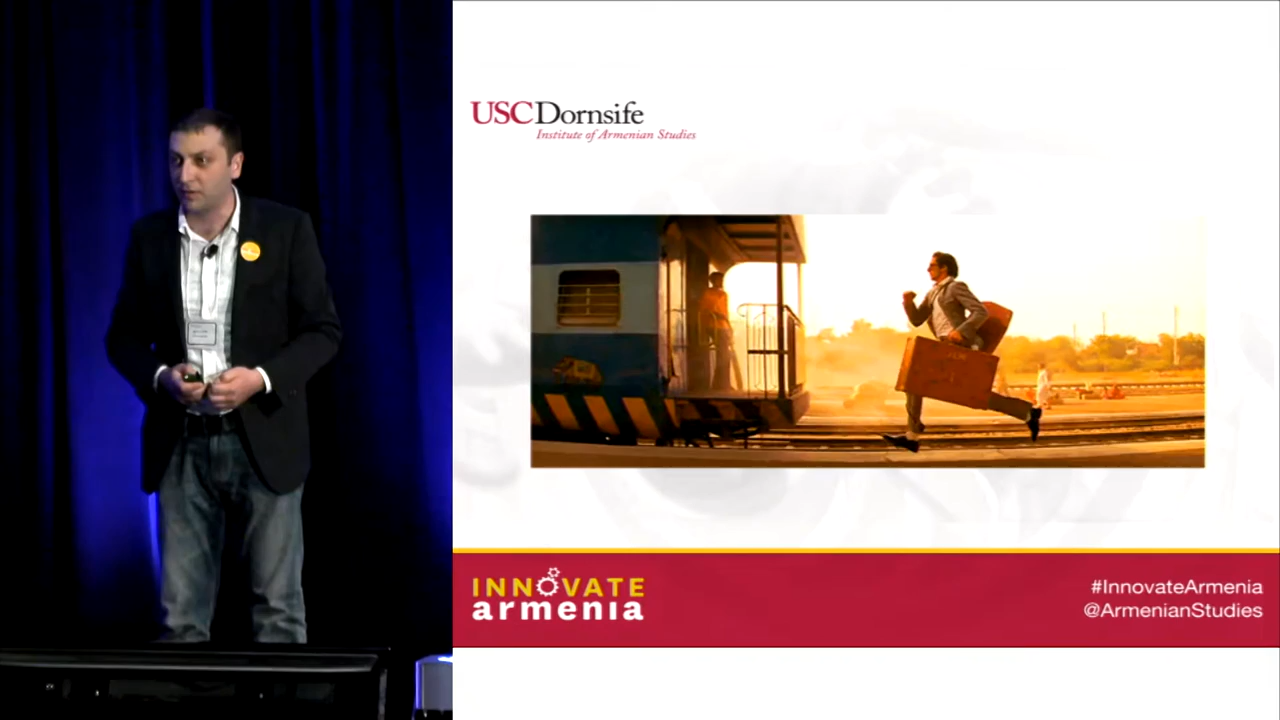 USCDornsife
Institute of Armenian Studies
INNOVATE
armenia
#InnovateArmenia
@ArmenianStudies